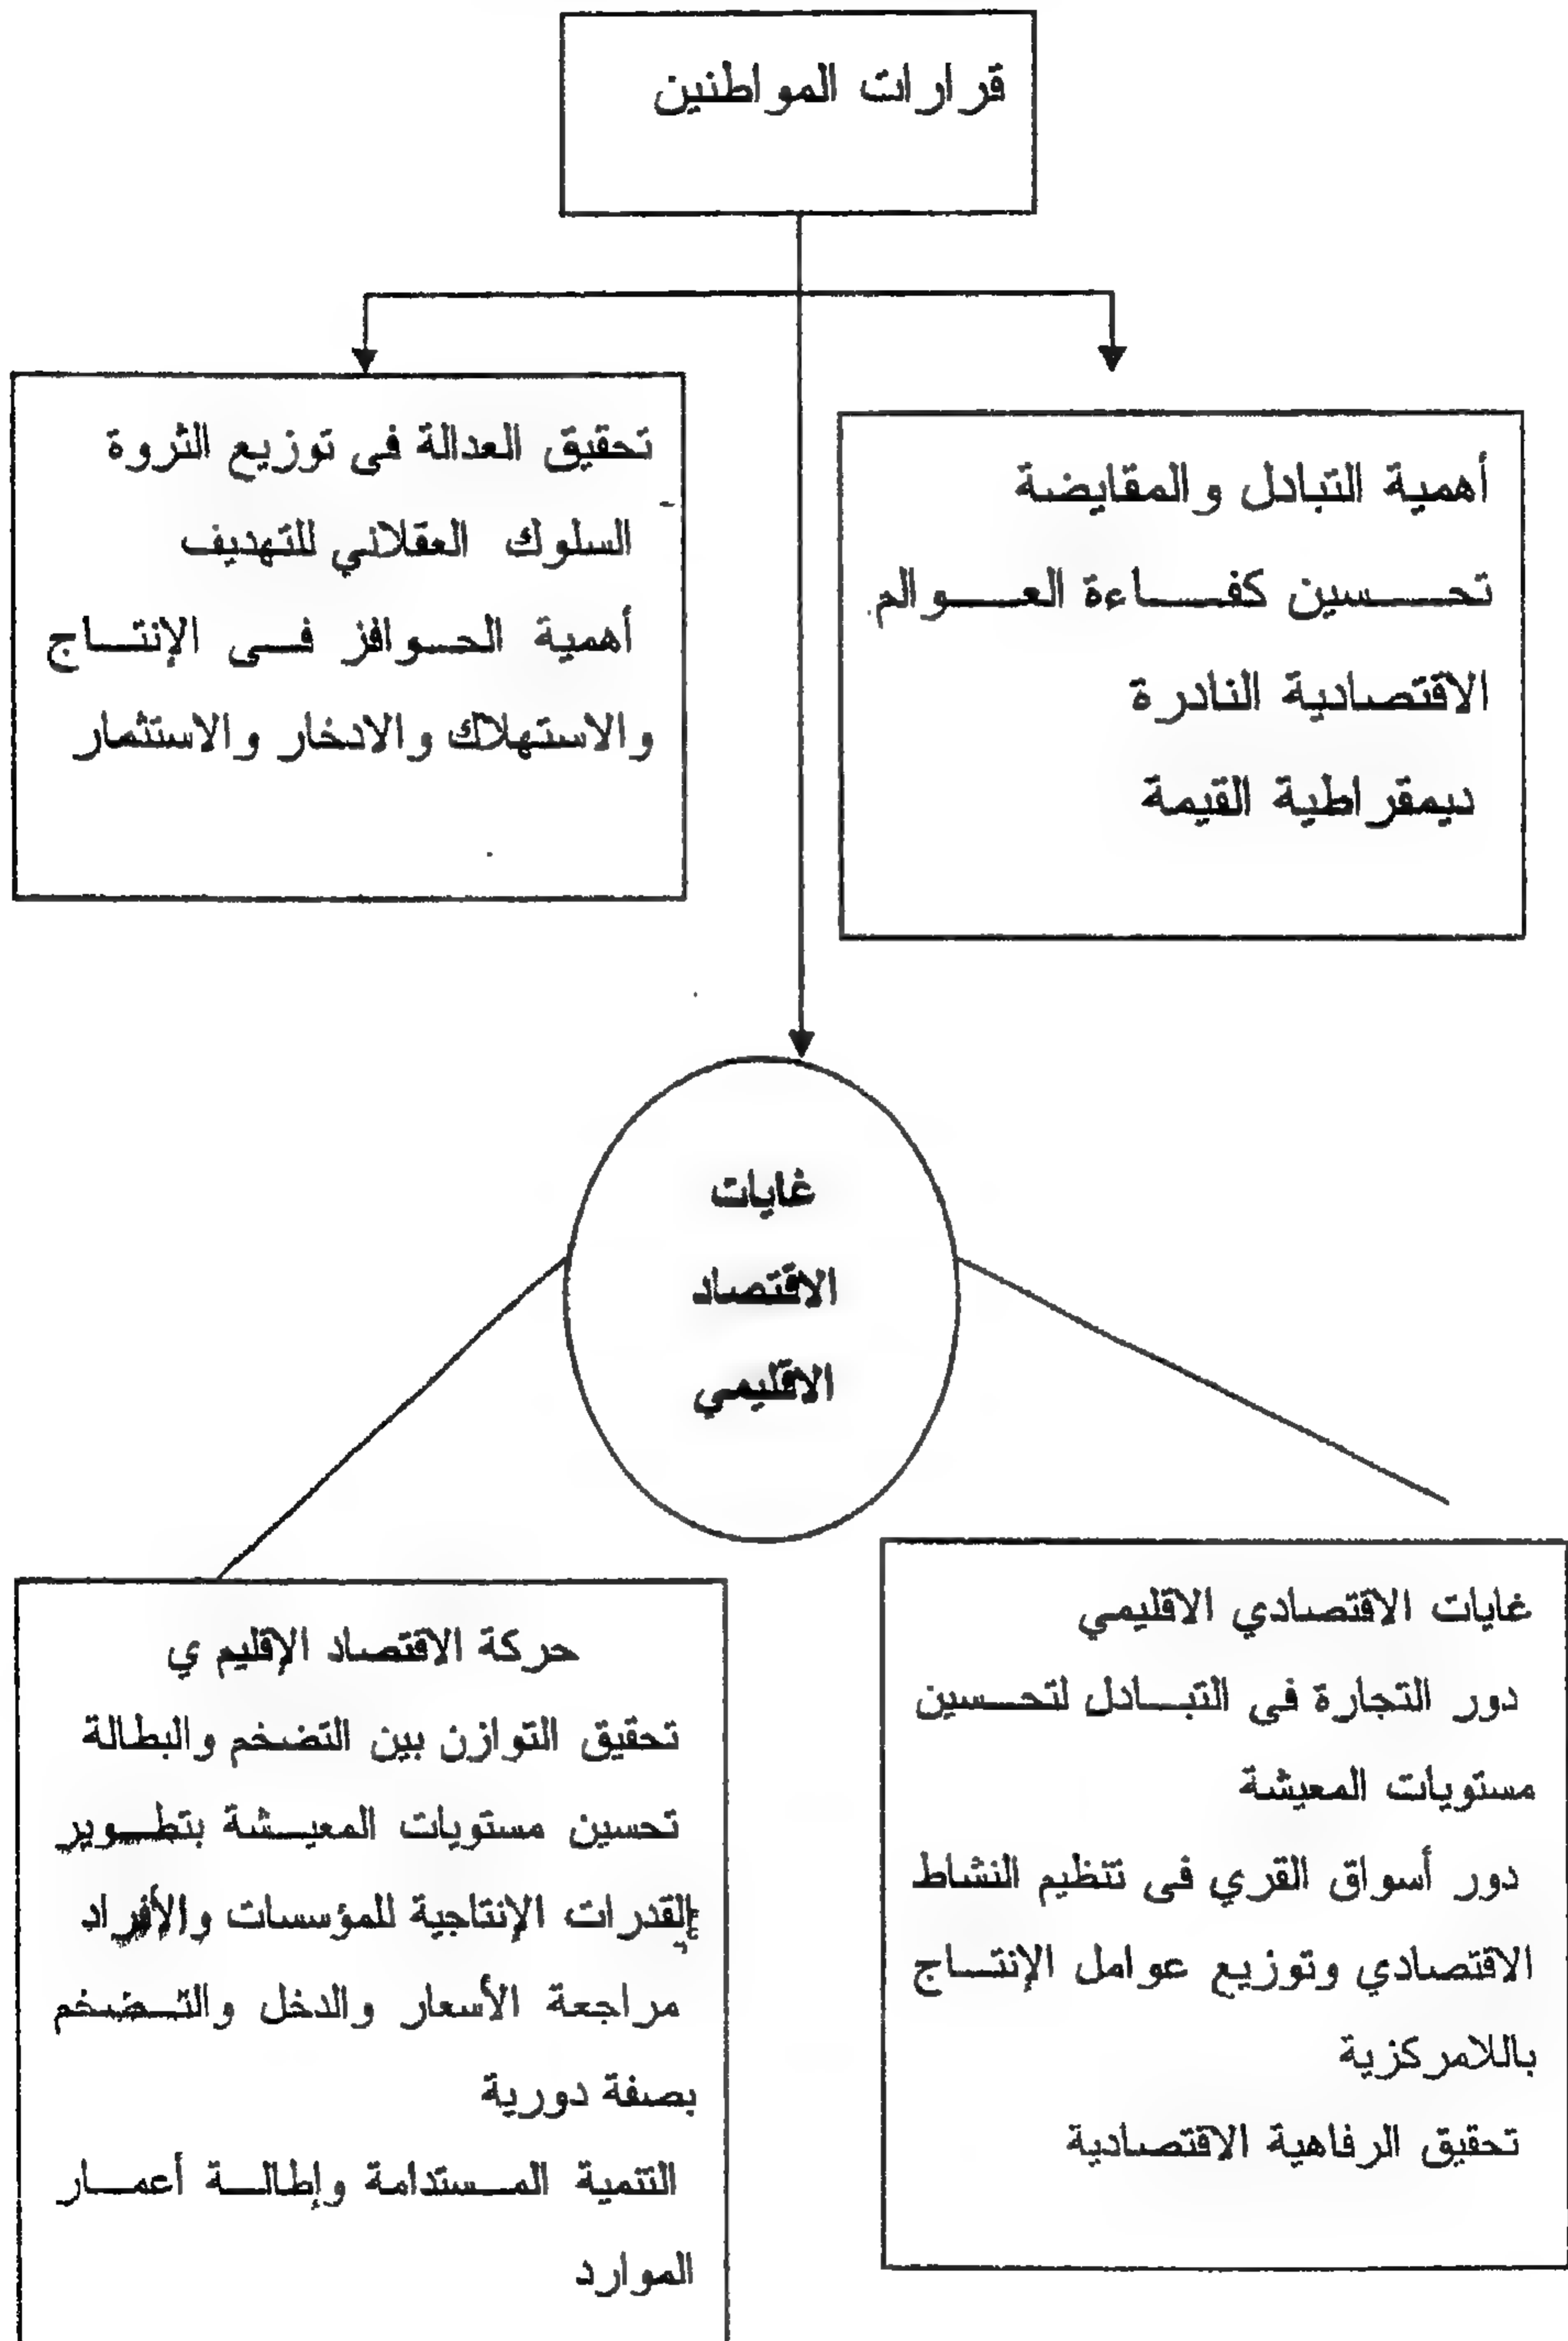 قرارات المواطنين
أهمية التبادل والمقايضة
تحسين كفاءة العوالم
الاقتصادية النادرة
ديمقراطية القيمة
تحقيق العدالة فى توزيع الثروة
السلوك العقلاني للتهديف
أهمية الحوافز فى الإنتاج
والاستهلاك والادخار والاستثمار
غايات
الاقتصاد
الاقليمي
غايات الاقتصادي الاقليمي
دور التجارة فى التبادل لتحسين
مستويات المعيشة
دور أسواق القري فى تنظيم النشاط
الاقتصادي وتوزيع عوامل الإنتاج
باللامركزية
تحقيق الرفاهية الاقتصادية
حركة الاقتصاد الإقليم ي
تحقيق التوازن بين التضخم والبطالة
تحسين مستويات المعيشة بتطوير
القدرات الإنتاجية للمؤسسات والأفراد
مراجعة الأسعار والدخل والتضخم
بصفة دورية
التنمية المستدامة وإطالة أعمار
الموارد